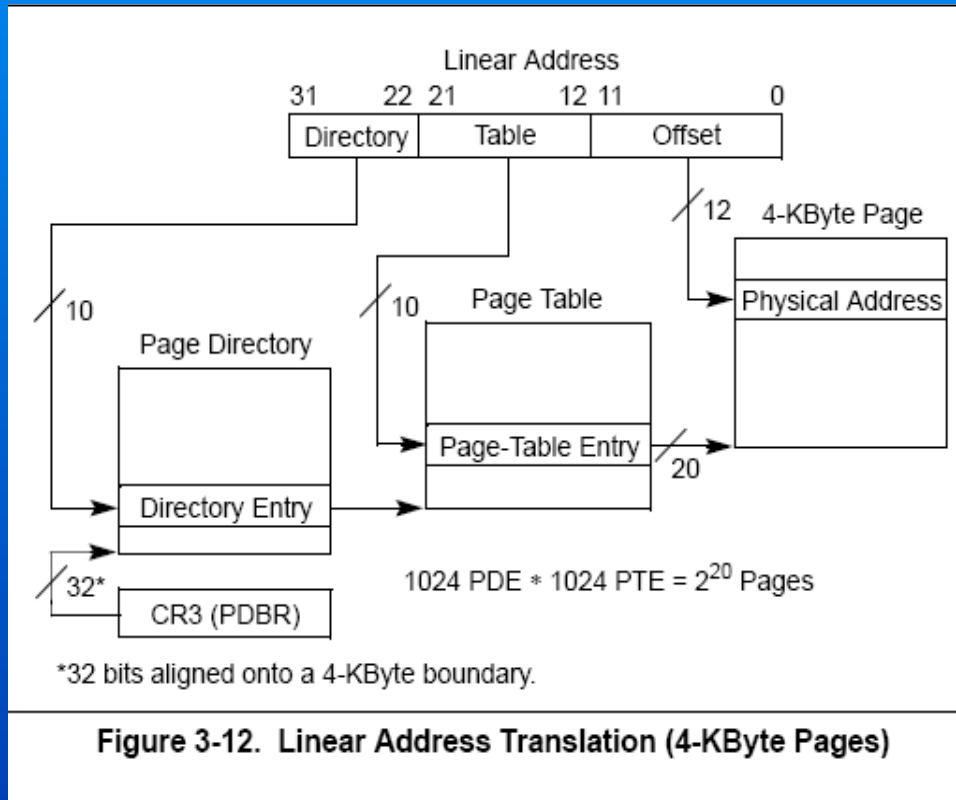 Linear Address
31 22 21 12 11 0
Directory Table Offset
12
4-KByte Page
10
10
Page Table
Physical Address
Page Directory
Page-Table Entry
20
Directory Entry
32*
1024 PDE * 1024 PTE = 2^20 Pages
CR3 (PDBR)
*32 bits aligned onto a 4-KByte boundary.
Figure 3-12. Linear Address Translation (4-KByte Pages)